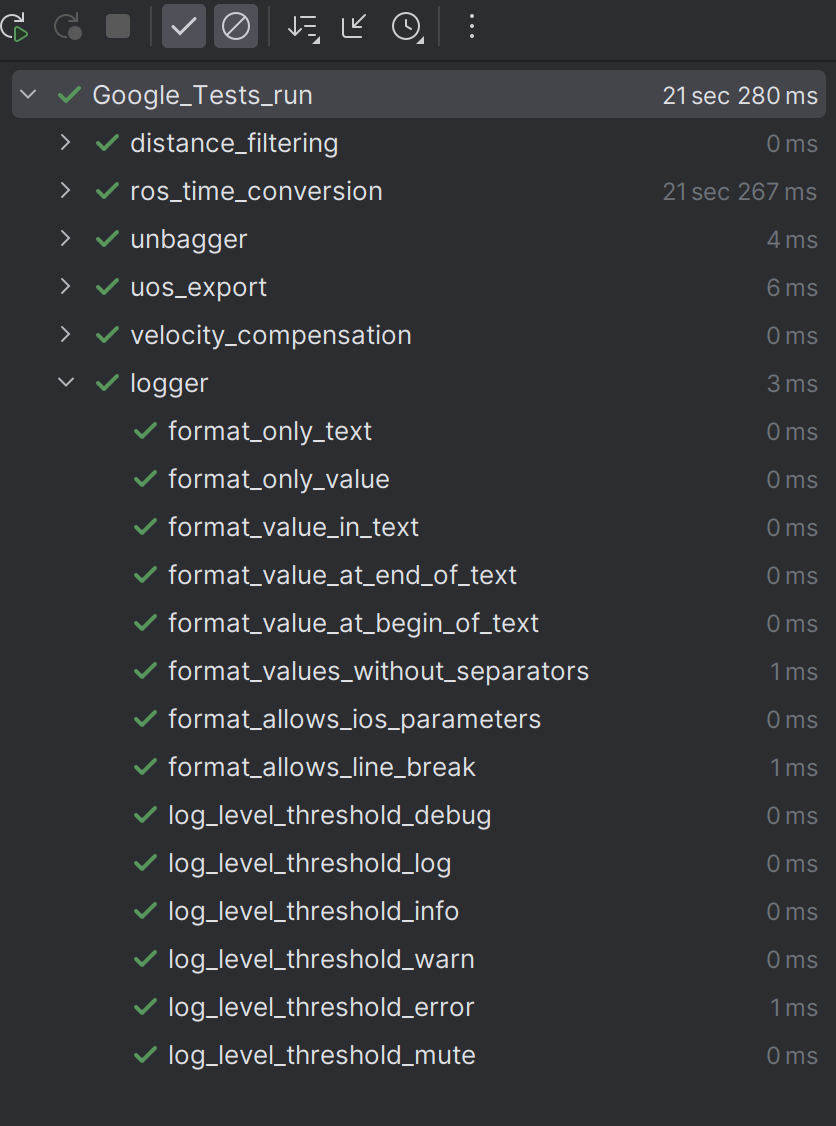 Google_Tests_run 21 sec 280 ms
distance_filtering 0 ms
ros_time_conversion 21 sec 267 ms
unbagger 4 ms
uos_export 6 ms
velocity_compensation 0 ms
logger 3 ms
format_only_text 0 ms
format_only_value 0 ms
format_value_in_text 0 ms
format_value_at_end_of_text 0 ms
format_value_at_begin_of_text 0 ms
format_values_without_separators 1 ms
format_allows_ios_parameters 0 ms
format_allows_line_break 1 ms
log_level_threshold_debug 0 ms
log_level_threshold_log 0 ms
log_level_threshold_info 0 ms
log_level_threshold_warn 0 ms
log_level_threshold_error 1 ms
log_level_threshold_mute 0 ms